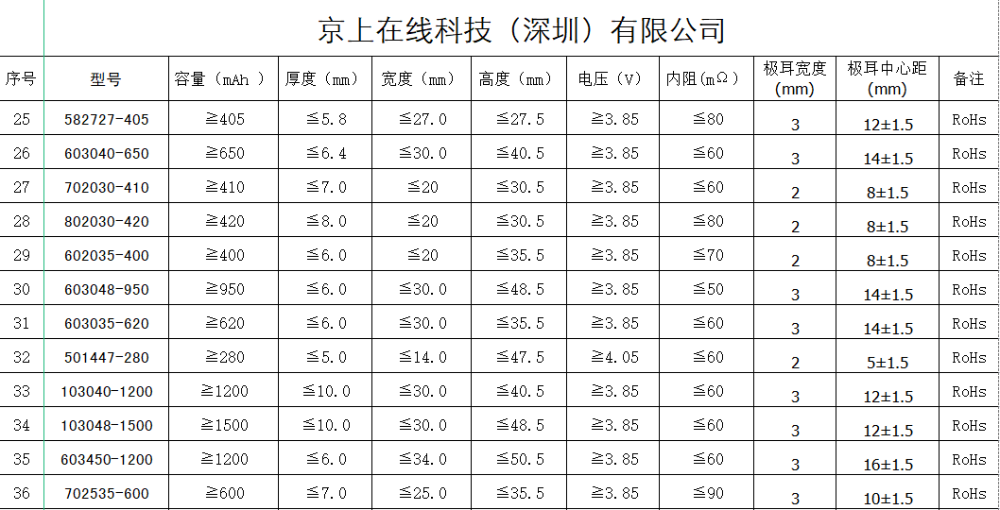 京上在线科技（深圳）有限公司
序号 型号 容量（mAh ） 厚度（mm） 宽度（mm） 高度（mm） 电压（V） 内阻(mΩ） 极耳宽度(mm) 极耳中心距(mm) 备注
25 582727-405 ≧405 ≦5.8 ≦27.0 ≦27.5 ≧3.85 ≦80 3 12±1.5 RoHs
26 603040-650 ≧650 ≦6.4 ≦30.0 ≦40.5 ≧3.85 ≦60 3 14±1.5 RoHs
27 702030-410 ≧410 ≦7.0 ≦20 ≦30.5 ≧3.85 ≦60 2 8±1.5 RoHs
28 802030-420 ≧420 ≦8.0 ≦20 ≦30.5 ≧3.85 ≦80 2 8±1.5 RoHs
29 602035-400 ≧400 ≦6.0 ≦20 ≦35.5 ≧3.85 ≦70 2 8±1.5 RoHs
30 603048-950 ≧950 ≦6.0 ≦30.0 ≦48.5 ≧3.85 ≦50 3 14±1.5 RoHs
31 603035-620 ≧620 ≦6.0 ≦30.0 ≦35.5 ≧3.85 ≦60 3 14±1.5 RoHs
32 501447-280 ≧280 ≦5.0 ≦14.0 ≦47.5 ≧4.05 ≦60 2 5±1.5 RoHs
33 103040-1200 ≧1200 ≦10.0 ≦30.0 ≦40.5 ≧3.85 ≦60 3 12±1.5 RoHs
34 103048-1500 ≧1500 ≦10.0 ≦30.0 ≦48.5 ≧3.85 ≦60 3 12±1.5 RoHs
35 603450-1200 ≧1200 ≦6.0 ≦34.0 ≦50.5 ≧3.85 ≦60 3 16±1.5 RoHs
36 702535-600 ≧600 ≦7.0 ≦25.0 ≦35.5 ≧3.85 ≦90 3 10±1.5 RoHs